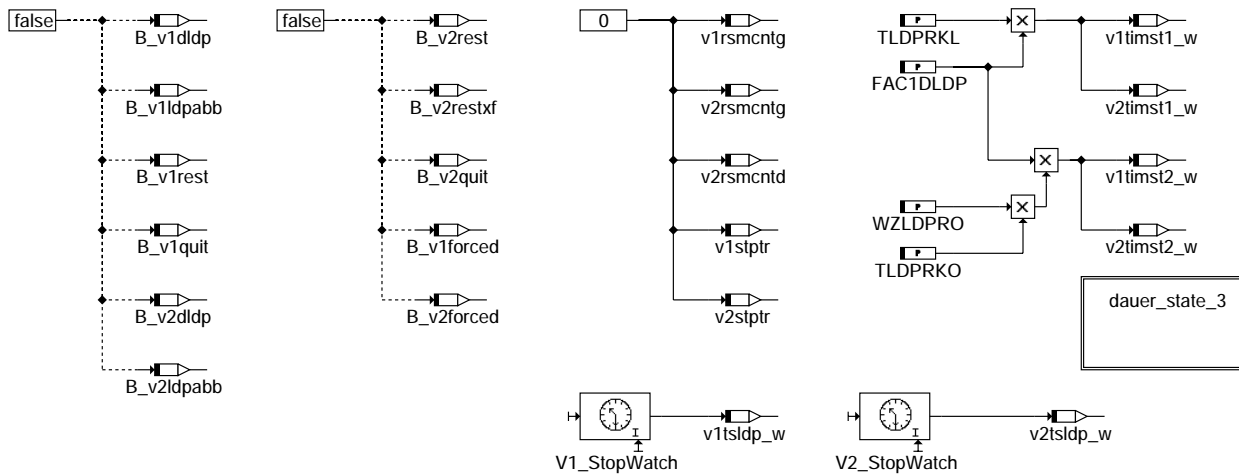 false
B_v1dldp
B_v1ldpabb
B_v1rest
B_v1quit
B_v2dldp
B_v2ldpabb
false
B_v2rest
B_v2restxf
B_v2quit
B_v1forced
B_v2forced
0
v1rsmcntg
v2rsmcntg
v2rsmcntd
v1stptr
v2stptr
P
TLDPRKL
P
FAC1DLDP
P
WZLDPRO
P
TLDPRKO
v1timst1_w
v2timst1_w
v1timst2_w
v2timst2_w
dauer_state_3
I
V1_StopWatch
v1tsldp_w
I
V2_StopWatch
v2tsldp_w